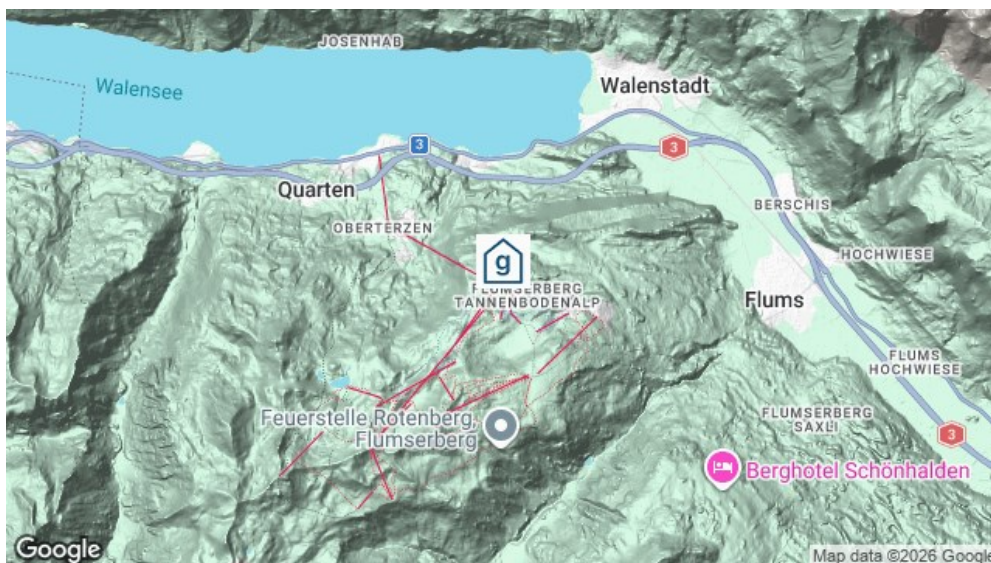 JOSENHAB
Walensee
Walenstadt
3
3
Quarten
BERSCHIS
OBERTERZEN
HOCHWIESE
g
FLUMSERBERG
TANNENBODENALP
Flums
FLUMS
HOCHWIESE
Feuerstelle Rotenberg,
Flumserberg
FLUMSERBERG
SAXLI
3
Berghotel Schönhalden
Google
Map data ©2026 Google